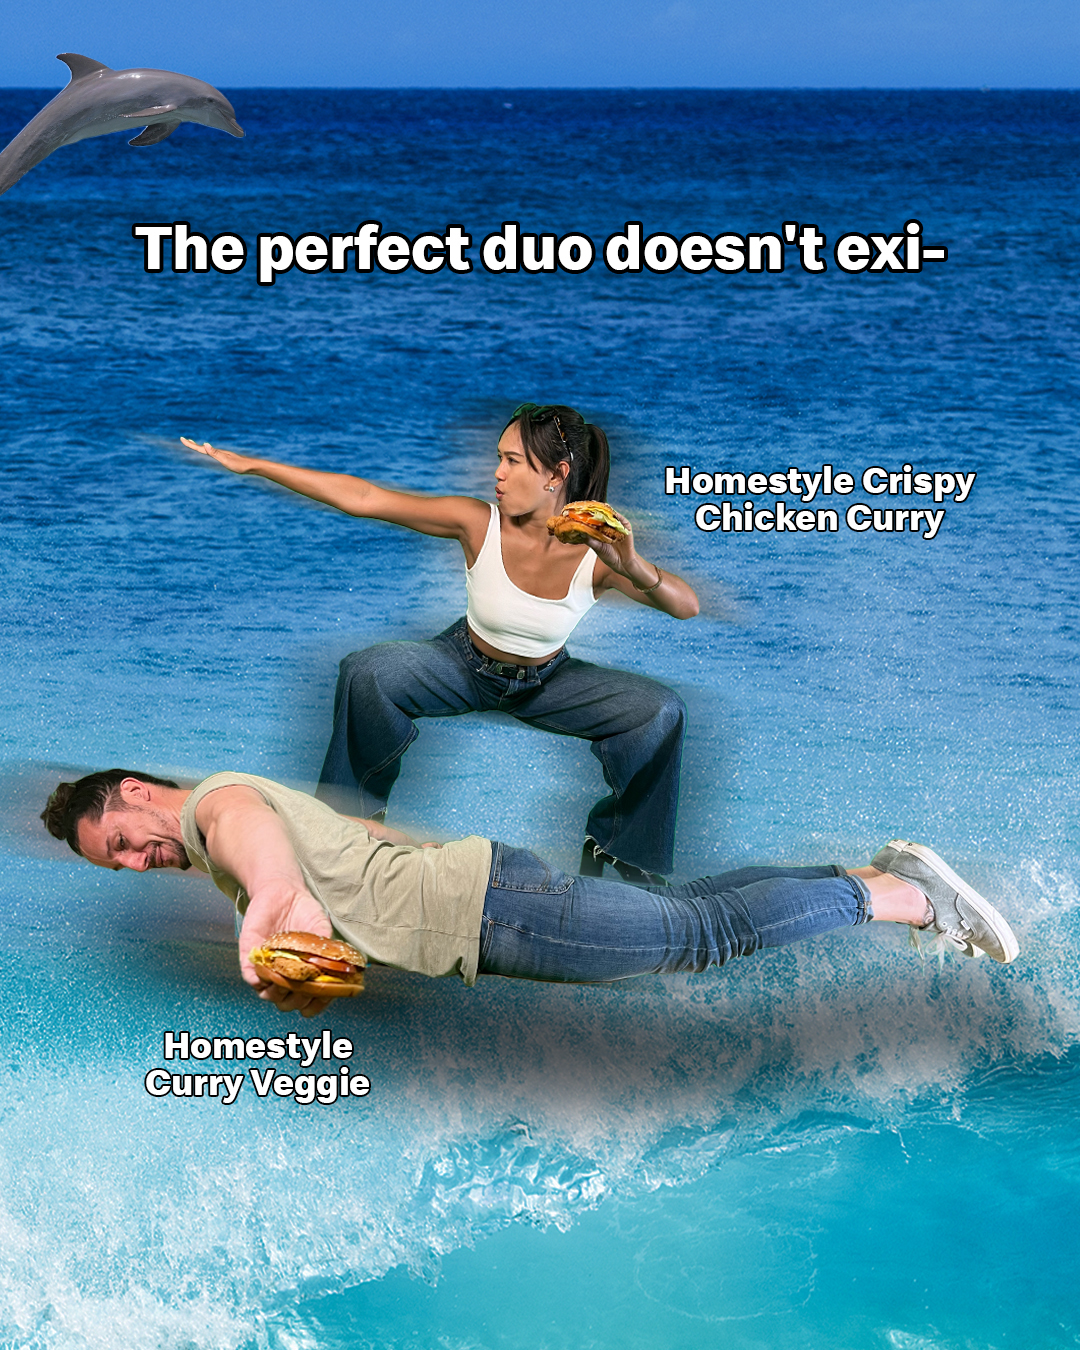 The perfect duo doesn't exi-
Homestyle Crispy
Chicken Curry
Homestyle
Curry Veggie